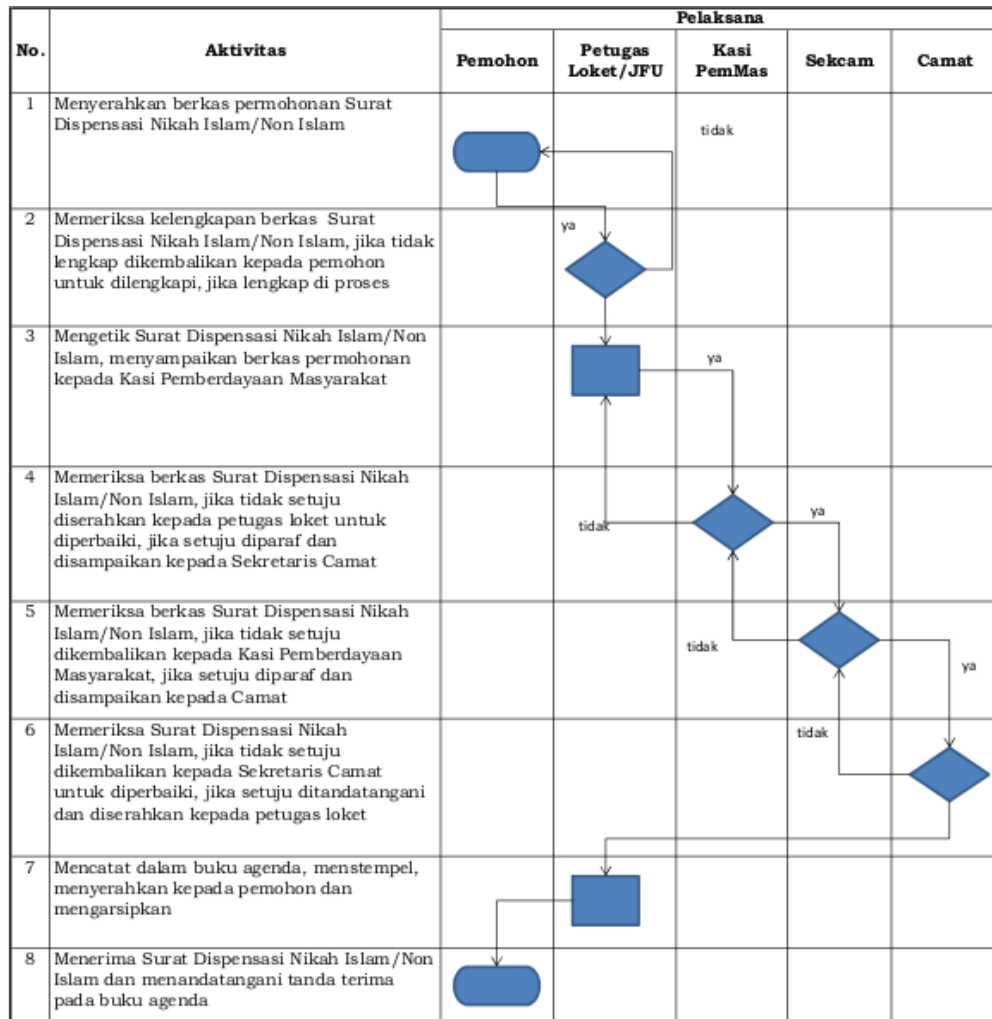 Pelaksana
No.
Aktivitas
Pemohon
Petugas
Loket/JFU
Kasi
PemMas
Sekcam
Camat
1
Menyerahkan berkas permohonan Surat
Dispensasi Nikah Islam/Non Islam
tidak
2
Memeriksa kelengkapan berkas Surat
Dispensasi Nikah Islam/Non Islam, jika tidak
lengkap dikembalikan kepada pemohon
untuk dilengkapi, jika lengkap di proses
ya
3
Mengetik Surat Dispensasi Nikah Islam/Non
Islam, menyampaikan berkas permohonan
kepada Kasi Pemberdayaan Masyarakat
ya
4
Memeriksa berkas Surat Dispensasi Nikah
Islam/Non Islam, jika tidak setuju
diserahkan kepada petugas loket untuk
diperbaiki, jika setuju diparaf dan
disampaikan kepada Sekretaris Camat
tidak
ya
5
Memeriksa berkas Surat Dispensasi Nikah
Islam/Non Islam, jika tidak setuju
dikembalikan kepada Kasi Pemberdayaan
Masyarakat, jika setuju diparaf dan
disampaikan kepada Camat
tidak
ya
6
Memeriksa Surat Dispensasi Nikah
Islam/Non Islam, jika tidak setuju
dikembalikan kepada Sekretaris Camat
untuk diperbaiki, jika setuju ditandatangani
dan diserahkan kepada petugas loket
tidak
7
Mencatat dalam buku agenda, menstempel,
menyerahkan kepada pemohon dan
mengarsipkan
8
Menerima Surat Dispensasi Nikah Islam/Non
Islam dan menandatangani tanda terima
pada buku agenda